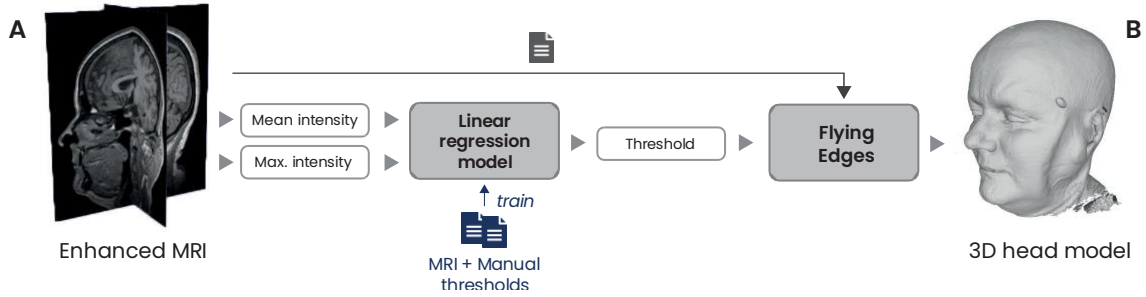 A
B
Mean intensity
Max. intensity
Linear
regression
model
Threshold
Flying
Edges
train
MRI + Manual
thresholds
Enhanced MRI
3D head model